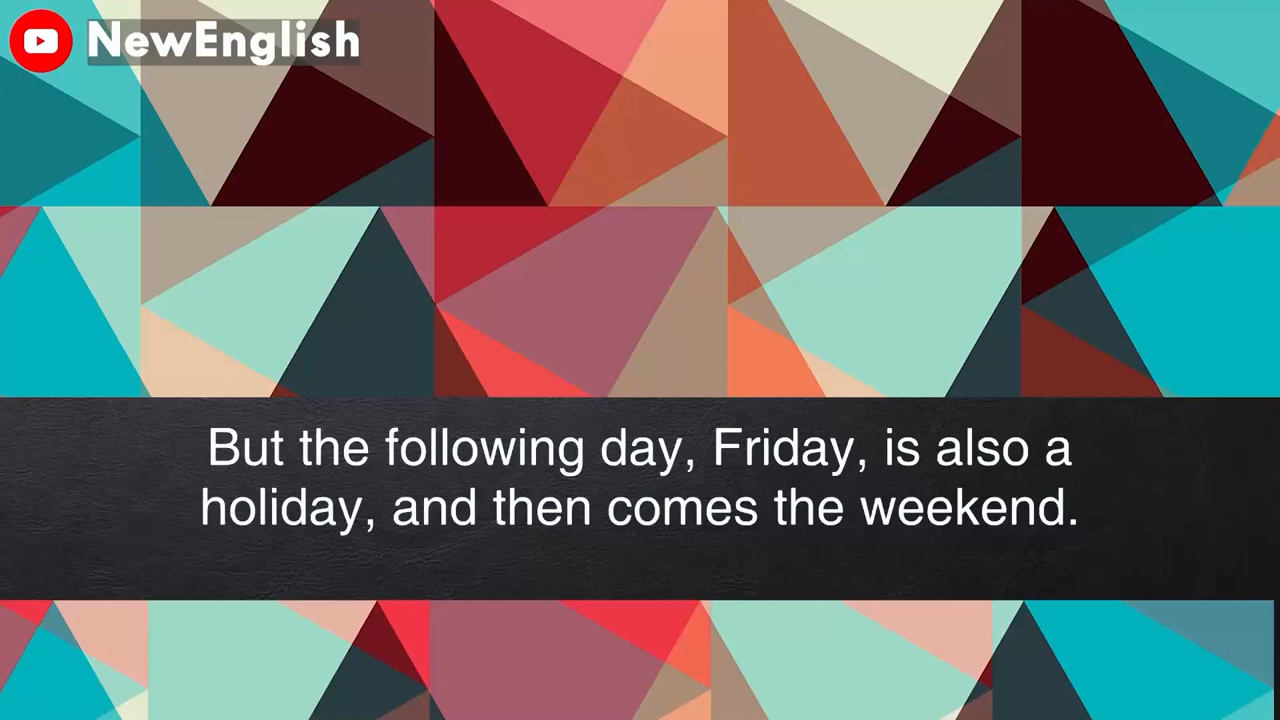 NewEnglish
But the following day, Friday, is also a
holiday, and then comes the weekend.